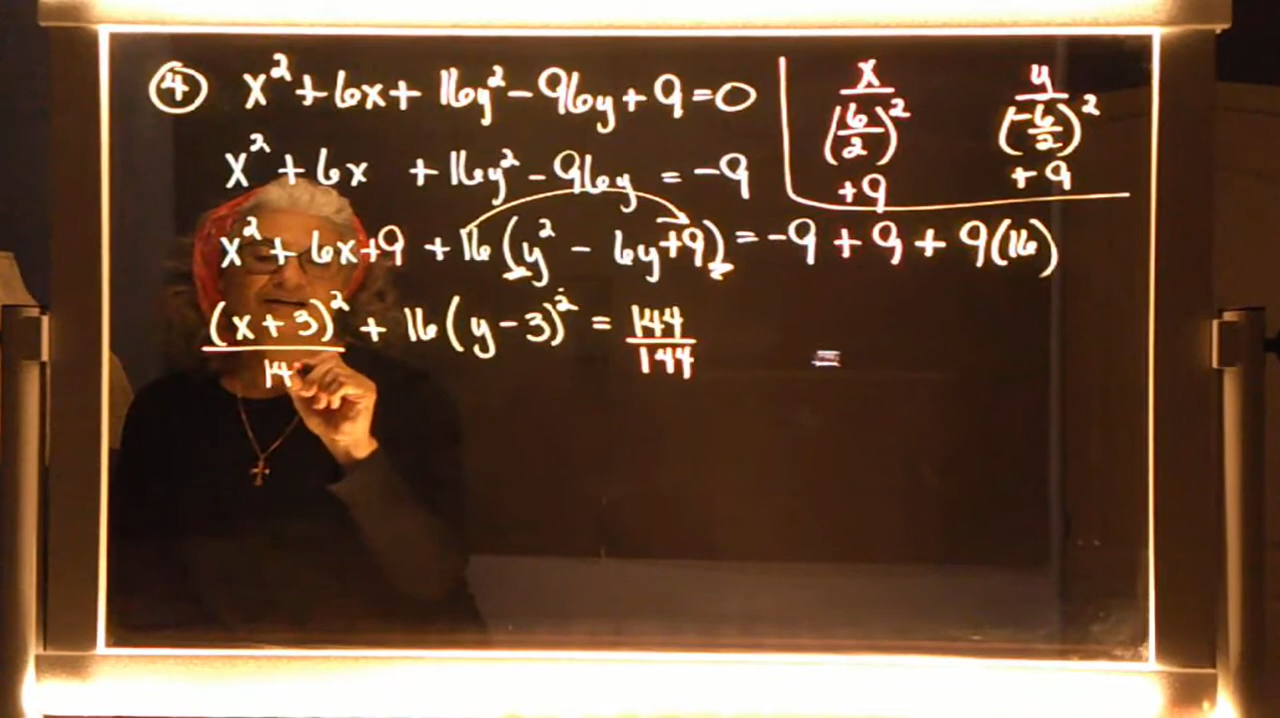 ④ x² + 6x + 16y² - 96y + 9 = 0
x y
(6/2)² (-6/2)²
+9 +9
x² + 6x + 16y² - 96y = -9
x² + 6x + 9 + 16(y² - 6y + 9) = -9 + 9 + 9(16)
(x + 3)² + 16(y - 3)² = 144
14 144